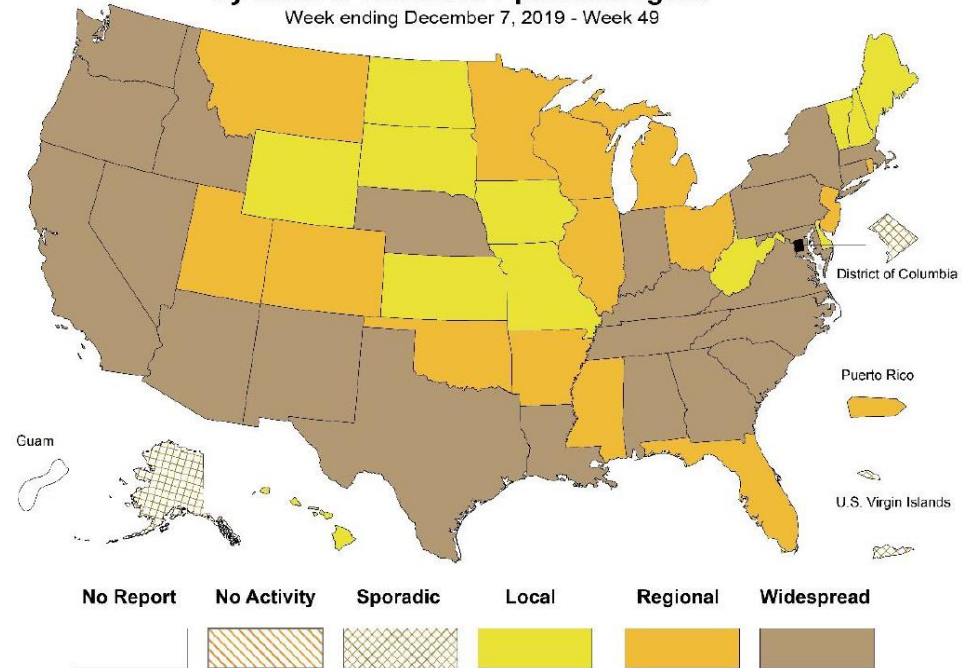 Week ending December 7, 2019 - Week 49
District of Columbia
Puerto Rico
Guam
U.S. Virgin Islands
No Report No Activity Sporadic Local Regional Widespread